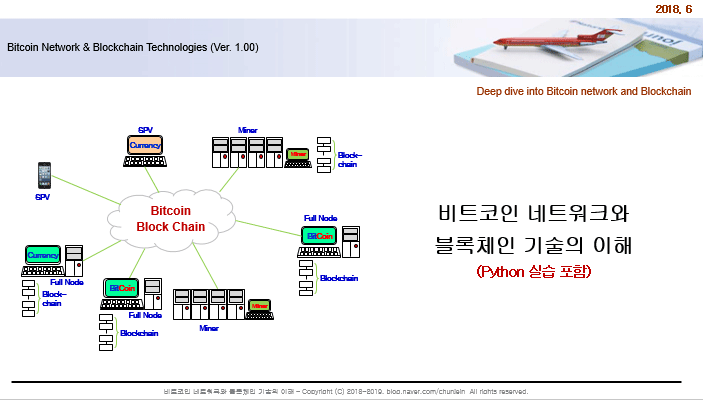 2018. 6
Bitcoin Network & Blockchain Technologies (Ver. 1.00)
Deep dive into Bitcoin network and Blockchain
SPV
Currency
Miner
Miner
Block-
chain
SPV
Bitcoin
Block Chain
Full Node
BitCoin
Blockchain
Currency
Full Node
Block-
chain
BitCoin
Full Node
Blockchain
Miner
Miner
비트코인 네트워크와
블록체인 기술의 이해
(Python 실습 포함)
비트코인 네트워크와 블록체인 기술의 이해 – Copyright (C) 2018-2019. blog.naver.com/chunjein All rights reserved.